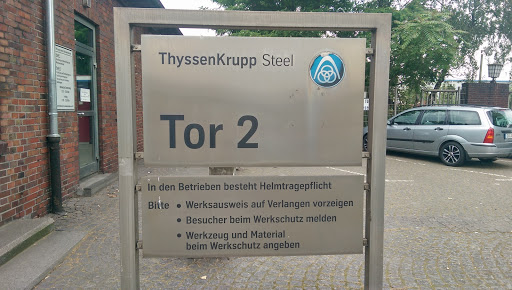 ThyssenKrupp Steel
Tor 2
In den Betrieben besteht Helmtragepflicht
Bitte • Werksausweis auf Verlangen vorzeigen
• Besucher beim Werkschutz melden
• Werkzeug und Material
beim Werkschutz angeben